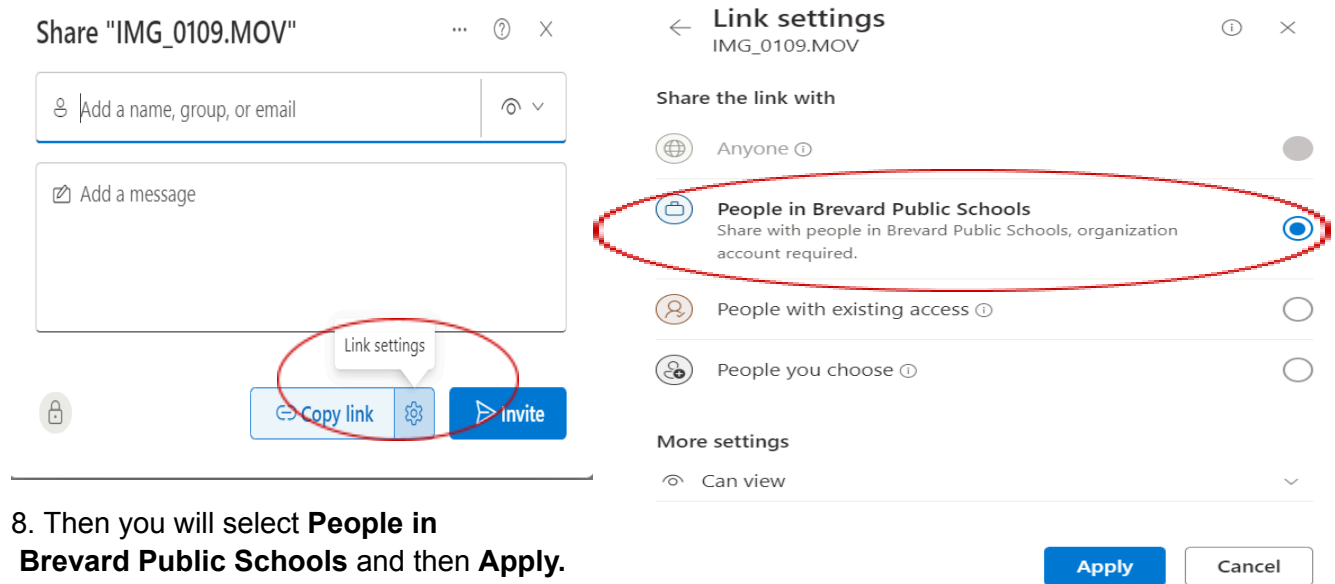 Share "IMG_0109.MOV"
Add a name, group, or email
Add a message
Link settings
Copy link
Invite
8. Then you will select People in
Brevard Public Schools and then Apply.
Link settings
IMG_0109.MOV
Share the link with
Anyone
People in Brevard Public Schools
Share with people in Brevard Public Schools, organization
account required.
People with existing access
People you choose
More settings
Can view
Apply
Cancel